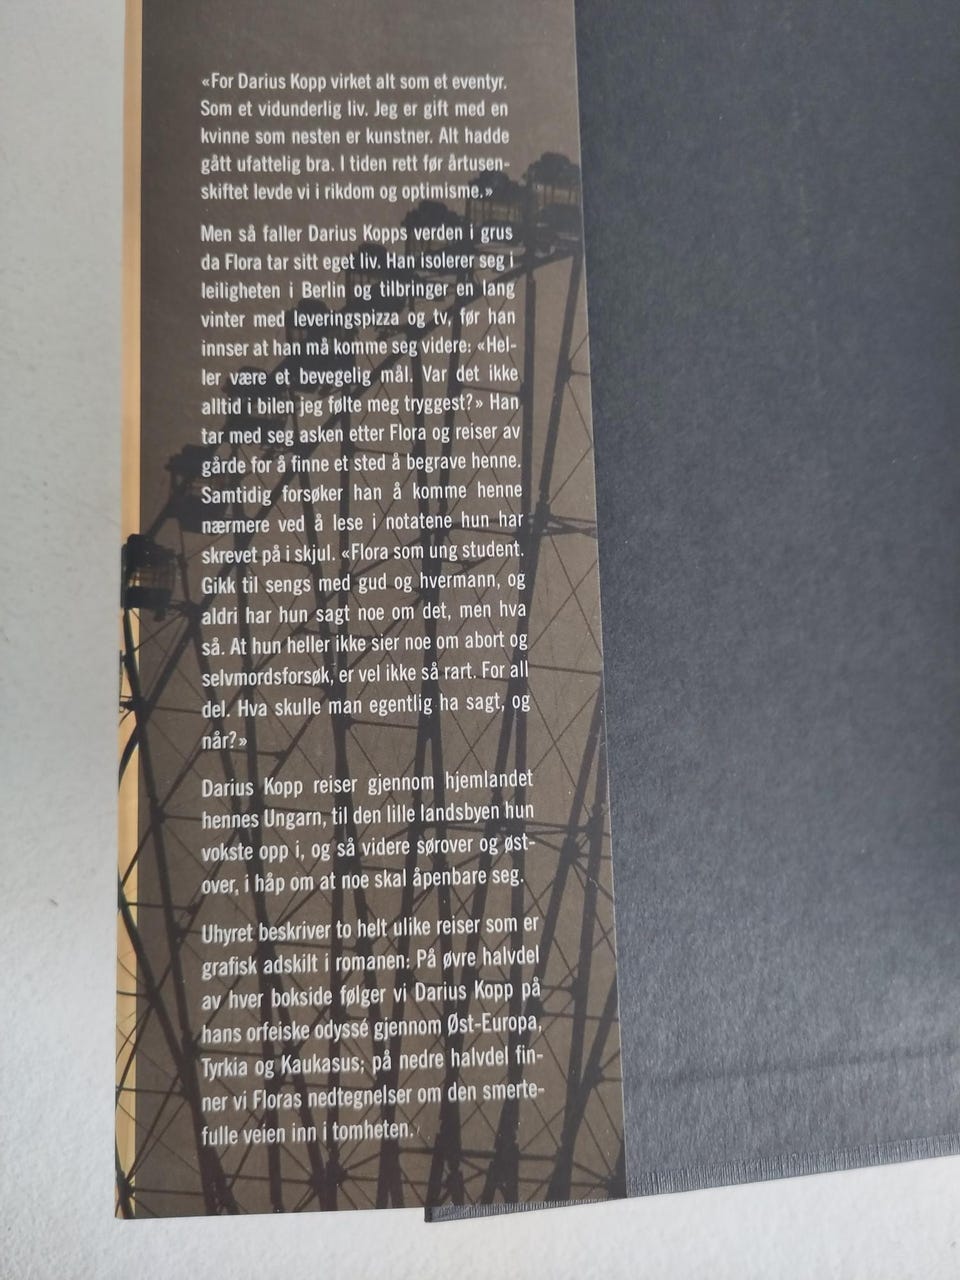 «For Darius Kopp virket alt som et eventyr.
Som et vidunderlig liv. Jeg er gift med en
kvinne som nesten er kunstner. Alt hadde
gått ufattelig bra. I tiden rett før årtusen-
skiftet levde vi i rikdom og optimisme.»
Men så faller Darius Kopps verden i grus
da Flora tar sitt eget liv. Han isolerer seg i
leiligheten i Berlin og tilbringer en lang
vinter med leveringspizza og tv, før han
innser at han må komme seg videre: «Hel-
ler være et bevegelig mål. Var det ikke
alltid i bilen jeg følte meg tryggest?» Han
tar med seg asken etter Flora og reiser av
gårde for å finne et sted å begrave henne.
Samtidig forsøker han å komme henne
nærmere ved å lese i notatene hun har
skrevet på i skjul. «Flora som ung student.
Gikk til sengs med gud og hvermann, og
aldri har hun sagt noe om det, men hva
så. At hun heller ikke sier noe om abort og
selvmordsforsøk, er vel ikke så rart. For all
del. Hva skulle man egentlig ha sagt, og
når?»
Darius Kopp reiser gjennom hjemlandet
hennes Ungarn, til den lille landsbyen hun
vokste opp i, og så videre sørover og øst-
over, i håp om at noe skal åpenbare seg.
Uhyret beskriver to helt ulike reiser som er
grafisk adskilt i romanen: På øvre halvdel
av hver bokside følger vi Darius Kopp på
hans orfeiske odyssé gjennom Øst-Europa,
Tyrkia og Kaukasus; på nedre halvdel fin-
ner vi Floras nedtegnelser om den smerte-
fulle veien inn i tomheten.